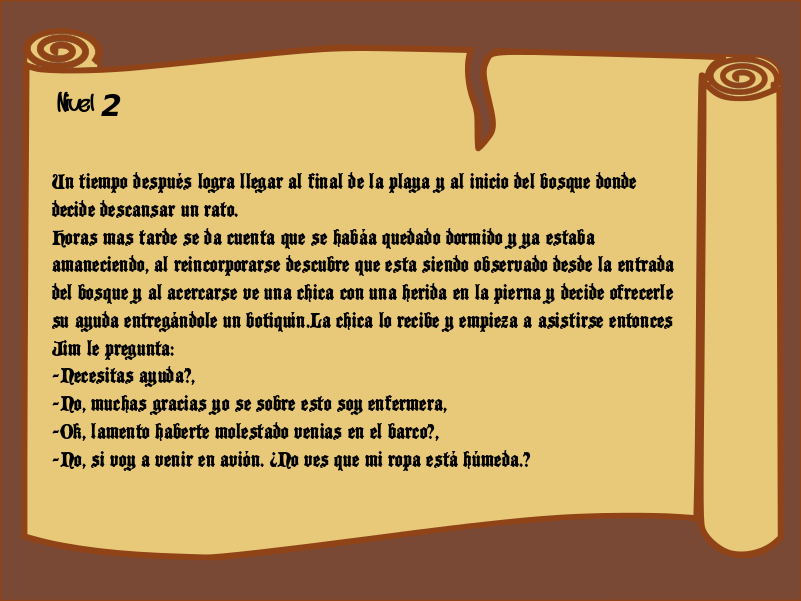 Nivel 2
Un tiempo después logra llegar al final de la playa y al inicio del bosque donde
decide descansar un rato.
Horas mas tarde se da cuenta que se habáa quedado dormido y ya estaba
amaneciendo, al reincorporarse descubre que esta siendo observado desde la entrada
del bosque y al acercarse ve una chica con una herida en la pierna y decide ofrecerle
su ayuda entregándole un botiquin.La chica lo recibe y empieza a asistirse entonces
Jim le pregunta:
-Necesitas ayuda?,
-No, muchas gracias yo se sobre esto soy enfermera,
-Ok, lamento haberte molestado venias en el barco?,
-No, si voy a venir en avión. ¿No ves que mi ropa está húmeda.?